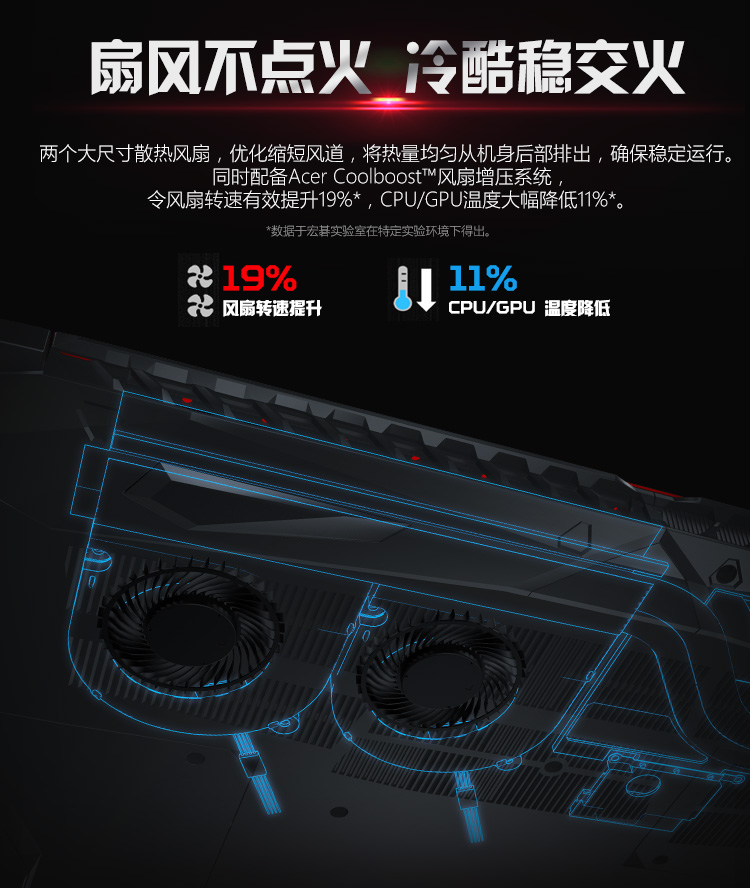 扇风不点火 冷酷稳交火
两个大尺寸散热风扇，优化缩短风道，将热量均匀从机身后部排出，确保稳定运行。
同时配备Acer Coolboost™风扇增压系统，
令风扇转速有效提升19%*，CPU/GPU温度大幅降低11%*。
*数据于宏碁实验室在特定实验环境下得出。
19%
风扇转速提升
11%
CPU/GPU 温度降低